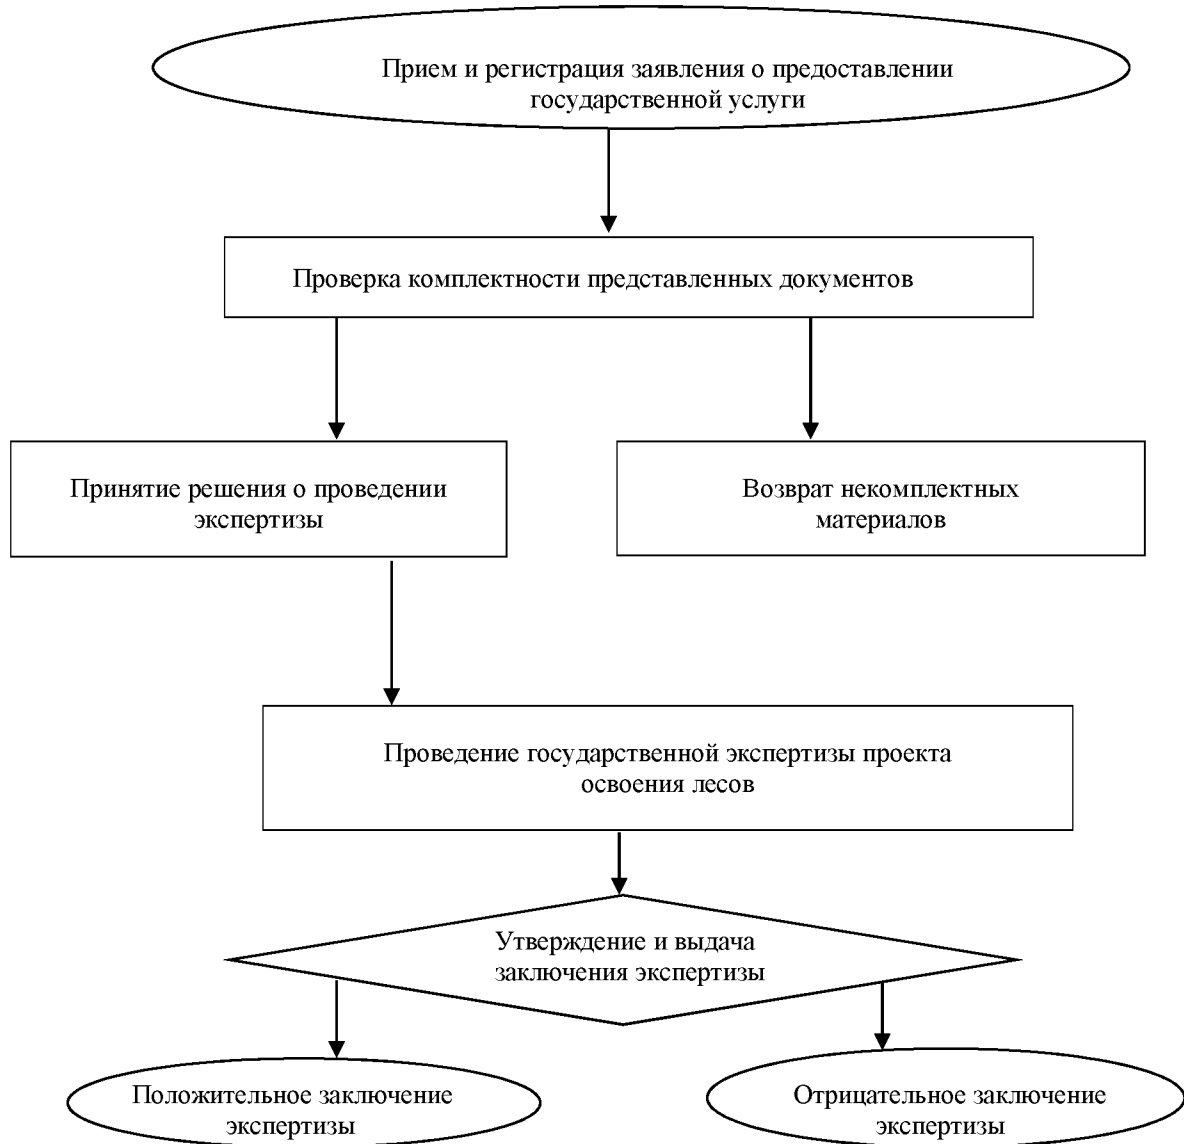 Прием и регистрация заявления о предоставлении
государственной услуги
Проверка комплектности представленных документов
Принятие решения о проведении
экспертизы
Возврат некомплектных
материалов
Проведение государственной экспертизы проекта
освоения лесов
Утверждение и выдача
заключения экспертизы
Положительное заключение
экспертизы
Отрицательное заключение
экспертизы